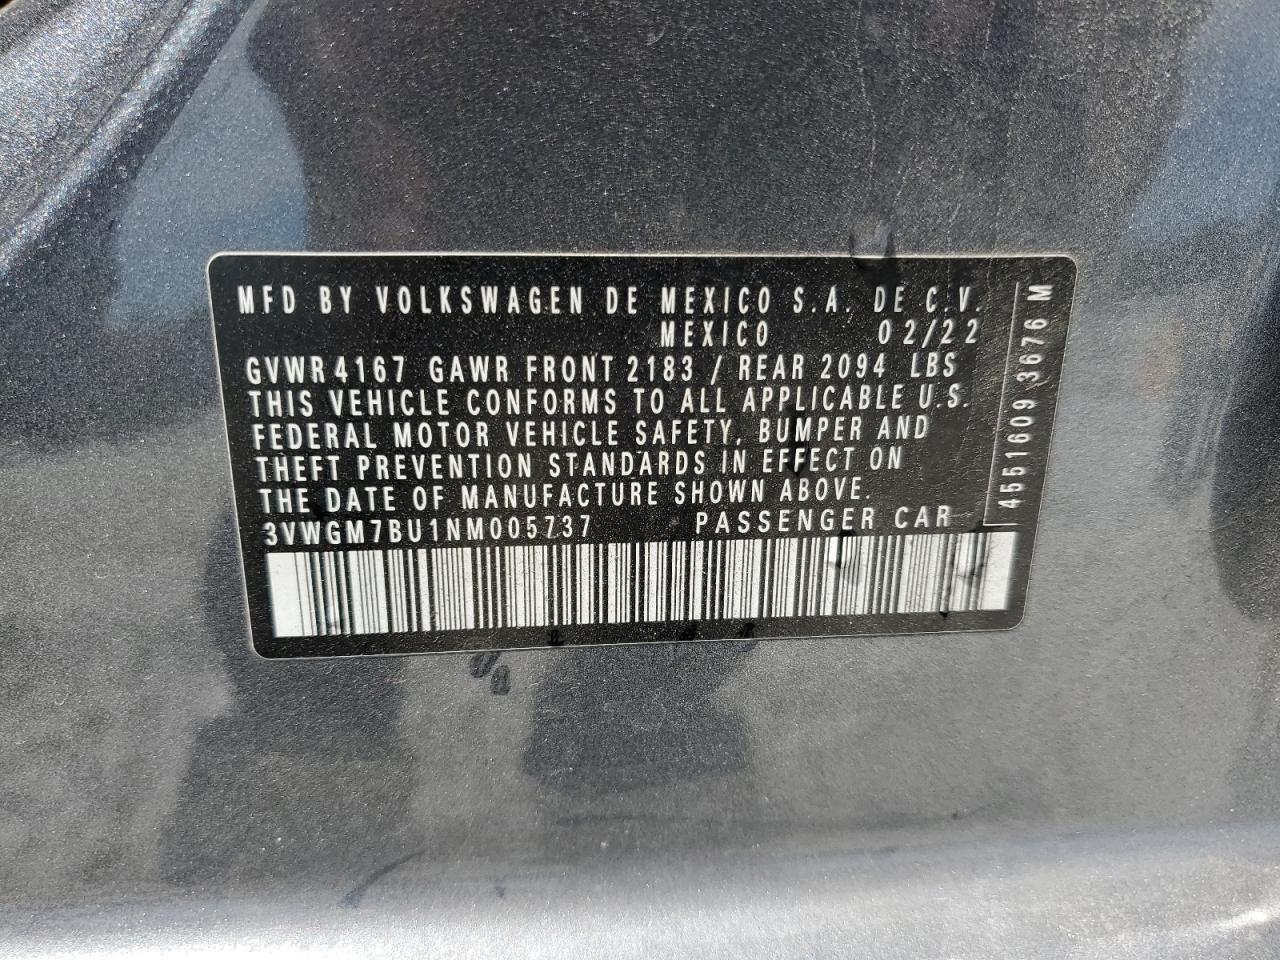 MFD BY VOLKSWAGEN DE MEXICO S.A. DE C.V.
MEXICO 02/22
GVWR 4167 GAWR FRONT 2183 / REAR 2094 LBS
THIS VEHICLE CONFORMS TO ALL APPLICABLE U.S.
FEDERAL MOTOR VEHICLE SAFETY, BUMPER AND
THEFT PREVENTION STANDARDS IN EFFECT ON
THE DATE OF MANUFACTURE SHOWN ABOVE.
3VWGM7BU1NM005737 PASSENGER CAR
4551609 3676 M